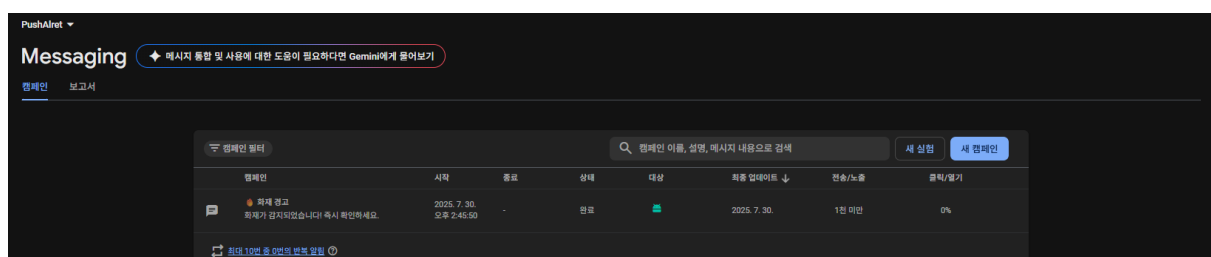 PushAlret
Messaging 메시지 통합 및 사용에 대한 도움이 필요하다면 Gemini에게 물어보기
캠페인 보고서
캠페인 필터 캠페인 이름, 설명, 메시지 내용으로 검색 새 실험 새 캠페인
캠페인 시작 종료 상태 대상 최종 업데이트 전송/노출 클릭/열기
화재 경고
화재가 감지되었습니다! 즉시 확인하세요. 2025. 7. 30. 오후 2:45:50 - 완료 2025. 7. 30. 1천 미만 0%
최대 10번 중 0번의 반복 알림